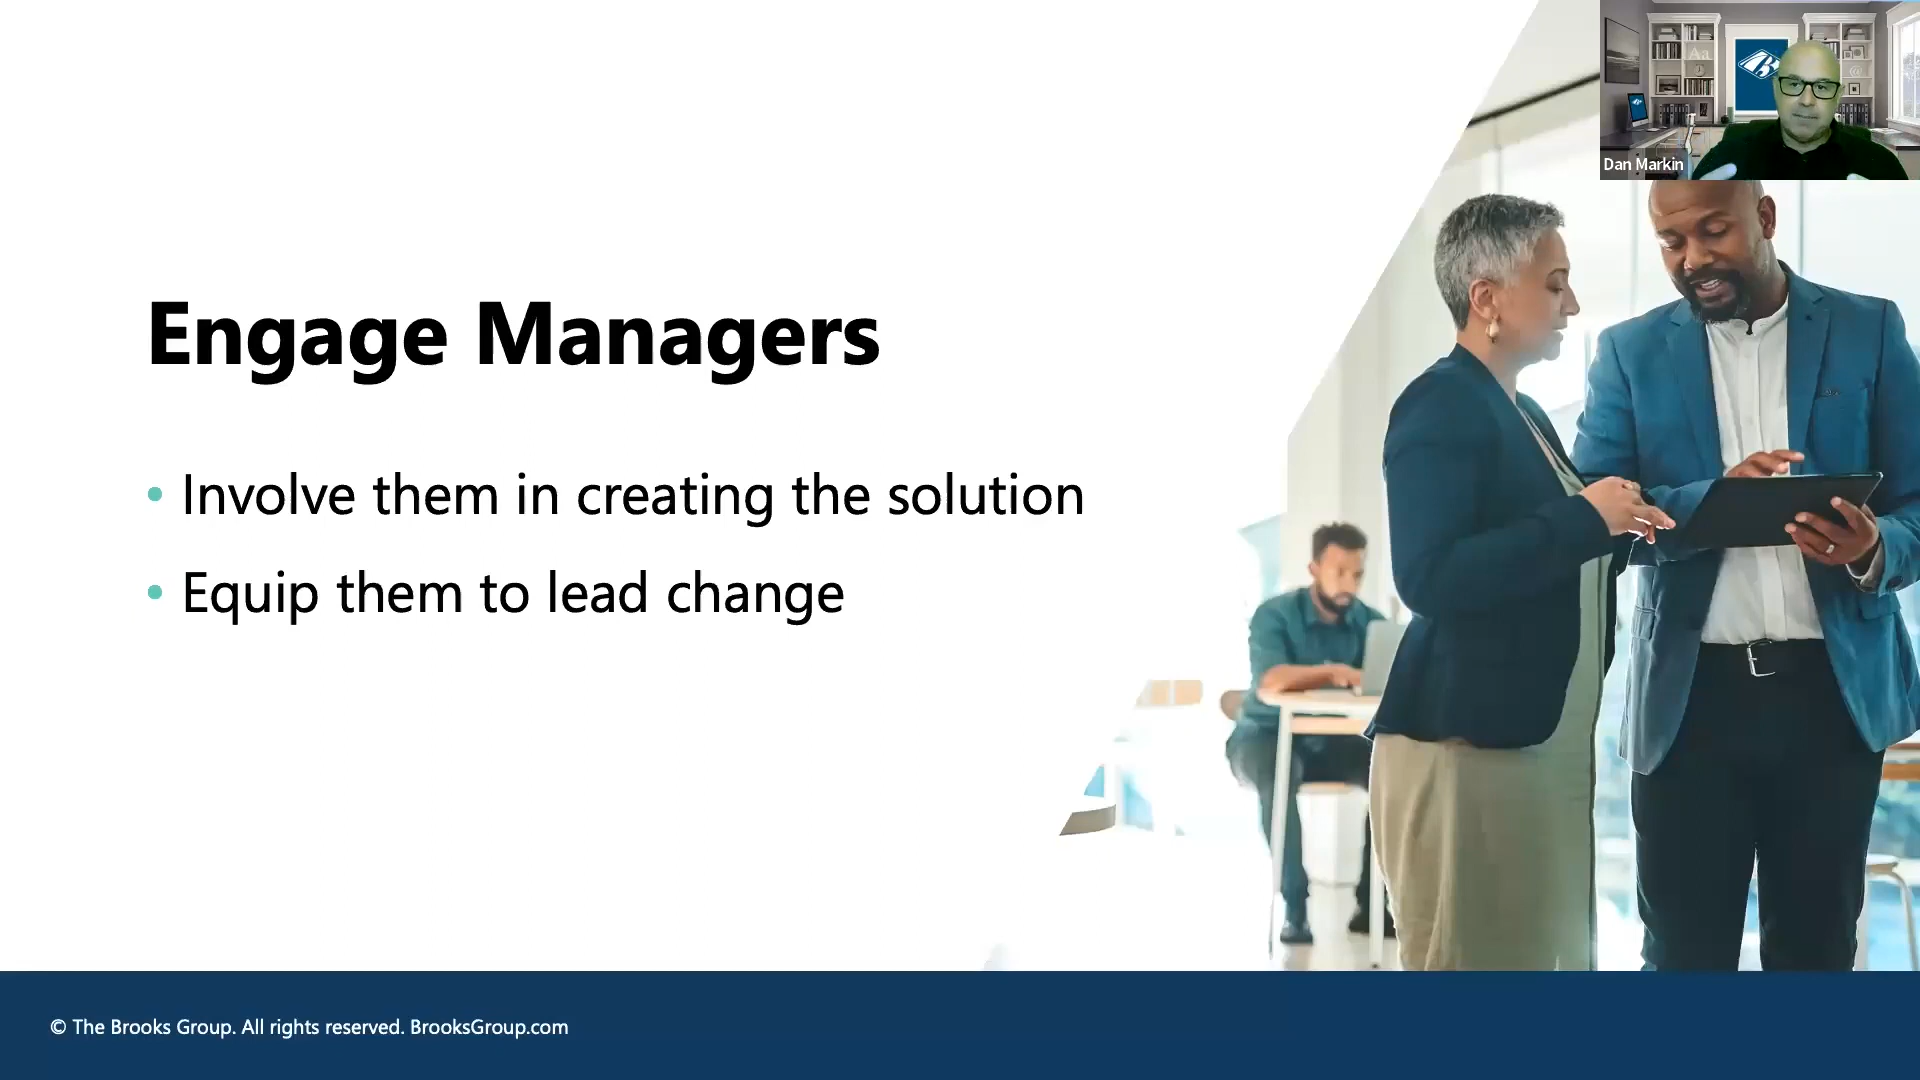 Dan Markin
Engage Managers
• Involve them in creating the solution
• Equip them to lead change
© The Brooks Group. All rights reserved. BrooksGroup.com